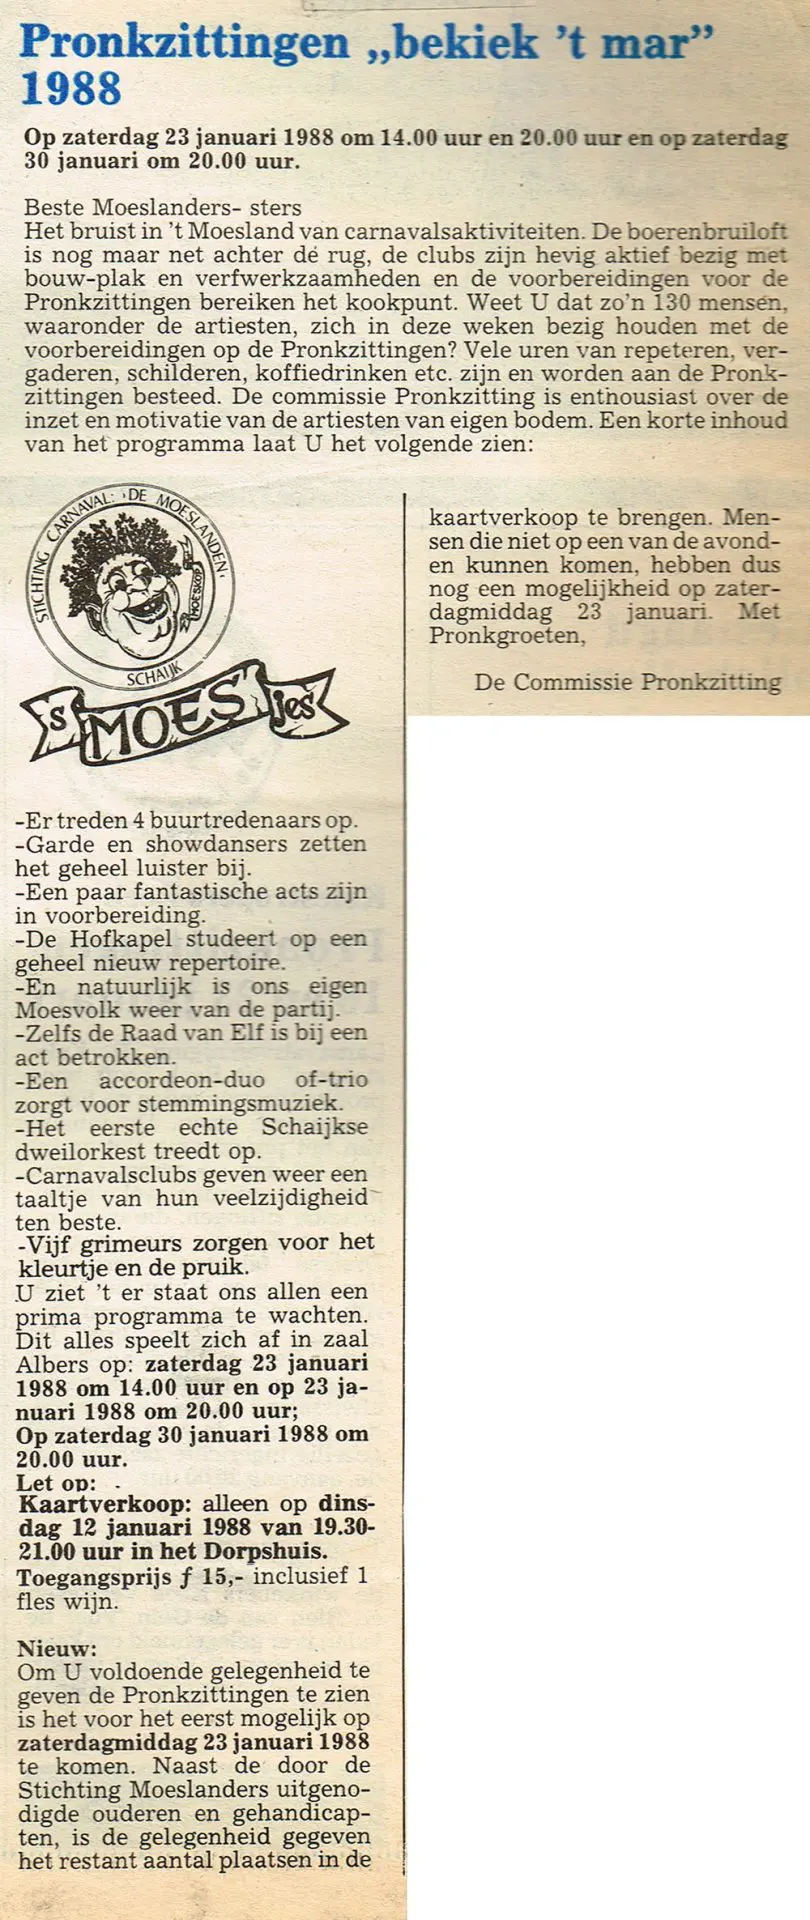 Pronkzittingen „bekiek 't mar”
1988
Op zaterdag 23 januari 1988 om 14.00 uur en 20.00 uur en op zaterdag
30 januari om 20.00 uur.
Beste Moeslanders- sters
Het bruist in 't Moesland van carnavalsaktiviteiten. De boerenbruiloft
is nog maar net achter de rug, de clubs zijn hevig aktief bezig met
bouw-plak en verfwerkzaamheden en de voorbereidingen voor de
Pronkzittingen bereiken het kookpunt. Weet U dat zo'n 130 mensen,
waaronder de artiesten, zich in deze weken bezig houden met de
voorbereidingen op de Pronkzittingen? Vele uren van repeteren, ver-
gaderen, schilderen, koffiedrinken etc. zijn en worden aan de Pronk-
zittingen besteed. De commissie Pronkzitting is enthousiast over de
inzet en motivatie van de artiesten van eigen bodem. Een korte inhoud
van het programma laat U het volgende zien:
STICHTING CARNAVAL: 'DE MOESLANDEN'
MOESKOP
SCHAIJK
'S MOES jes
-Er treden 4 buurtredenaars op.
-Garde en showdansers zetten
het geheel luister bij.
-Een paar fantastische acts zijn
in voorbereiding.
-De Hofkapel studeert op een
geheel nieuw repertoire.
-En natuurlijk is ons eigen
Moesvolk weer van de partij.
-Zelfs de Raad van Elf is bij een
act betrokken.
-Een accordeon-duo of-trio
zorgt voor stemmingsmuziek.
-Het eerste echte Schaijkse
dweilorkest treedt op.
-Carnavalsclubs geven weer een
taaltje van hun veelzijdigheid
ten beste.
-Vijf grimeurs zorgen voor het
kleurtje en de pruik.
U ziet 't er staat ons allen een
prima programma te wachten.
Dit alles speelt zich af in zaal
Albers op: zaterdag 23 januari
1988 om 14.00 uur en op 23 ja-
nuari 1988 om 20.00 uur;
Op zaterdag 30 januari 1988 om
20.00 uur.
Let op:
Kaartverkoop: alleen op dins-
dag 12 januari 1988 van 19.30-
21.00 uur in het Dorpshuis.
Toegangsprijs ƒ 15,- inclusief 1
fles wijn.
Nieuw:
Om U voldoende gelegenheid te
geven de Pronkzittingen te zien
is het voor het eerst mogelijk op
zaterdagmiddag 23 januari 1988
te komen. Naast de door de
Stichting Moeslanders uitgeno-
digde ouderen en gehandicap-
ten, is de gelegenheid gegeven
het restant aantal plaatsen in de
kaartverkoop te brengen. Men-
sen die niet op een van de avond-
en kunnen komen, hebben dus
nog een mogelijkheid op zater-
dagmiddag 23 januari. Met
Pronkgroeten,
De Commissie Pronkzitting